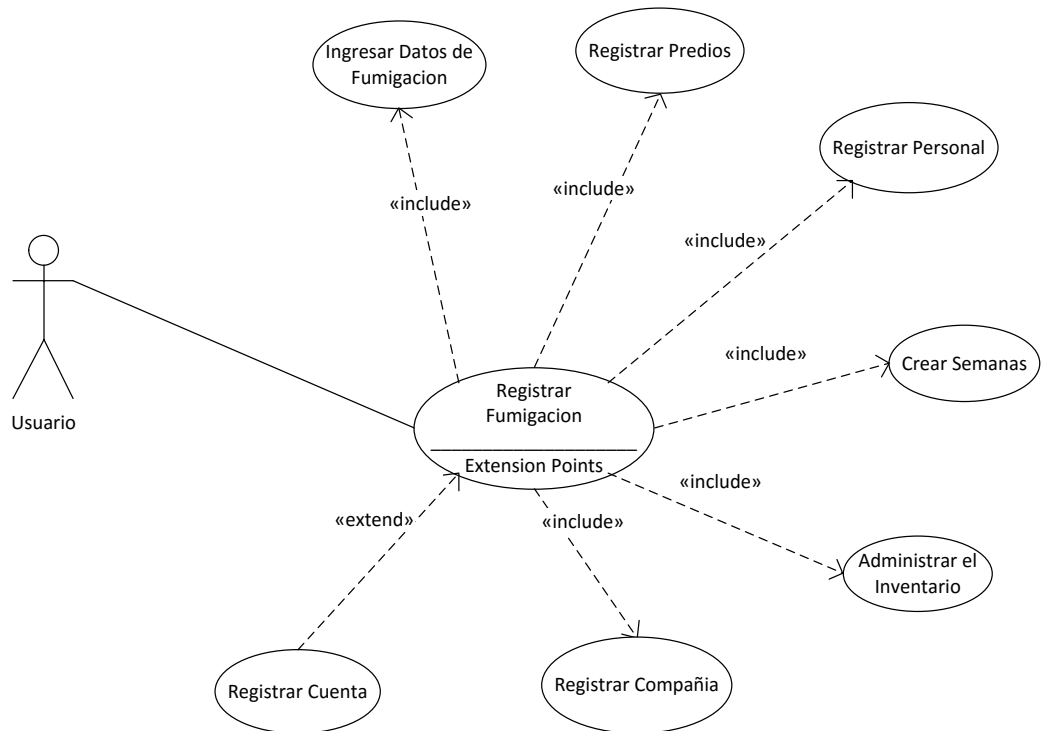 Ingresar Datos de
Fumigacion
Registrar Predios
Registrar Personal
«include»
«include»
«include»
Usuario
Crear Semanas
«include»
Registrar
Fumigacion
Extension Points
«include»
«extend»
«include»
Administrar el
Inventario
Registrar Cuenta
Registrar Compañia